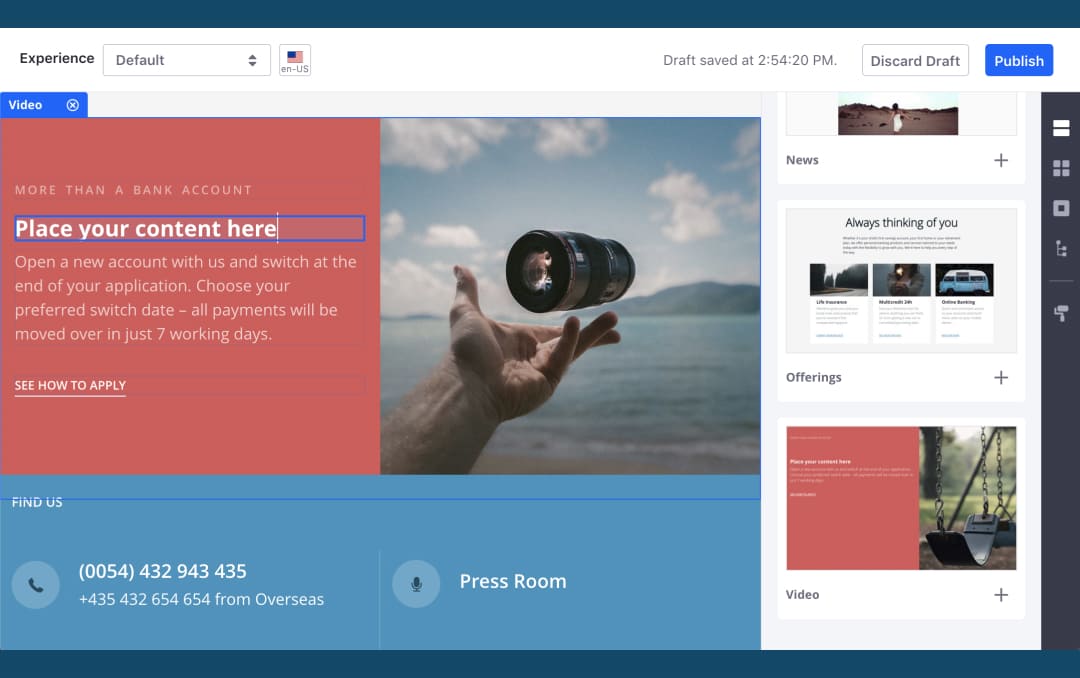 Experience
Default
en-US
Draft saved at 2:54:20 PM.
Discard Draft
Publish
Video
MORE THAN A BANK ACCOUNT
Place your content here
Open a new account with us and switch at the
end of your application. Choose your
preferred switch date – all payments will be
moved over in just 7 working days.
SEE HOW TO APPLY
FIND US
(0054) 432 943 435
+435 432 654 654 from Overseas
Press Room
News
Always thinking of you
Life Insurance
Multicredit 24h
Online Banking
Offerings
Place your content here
Video